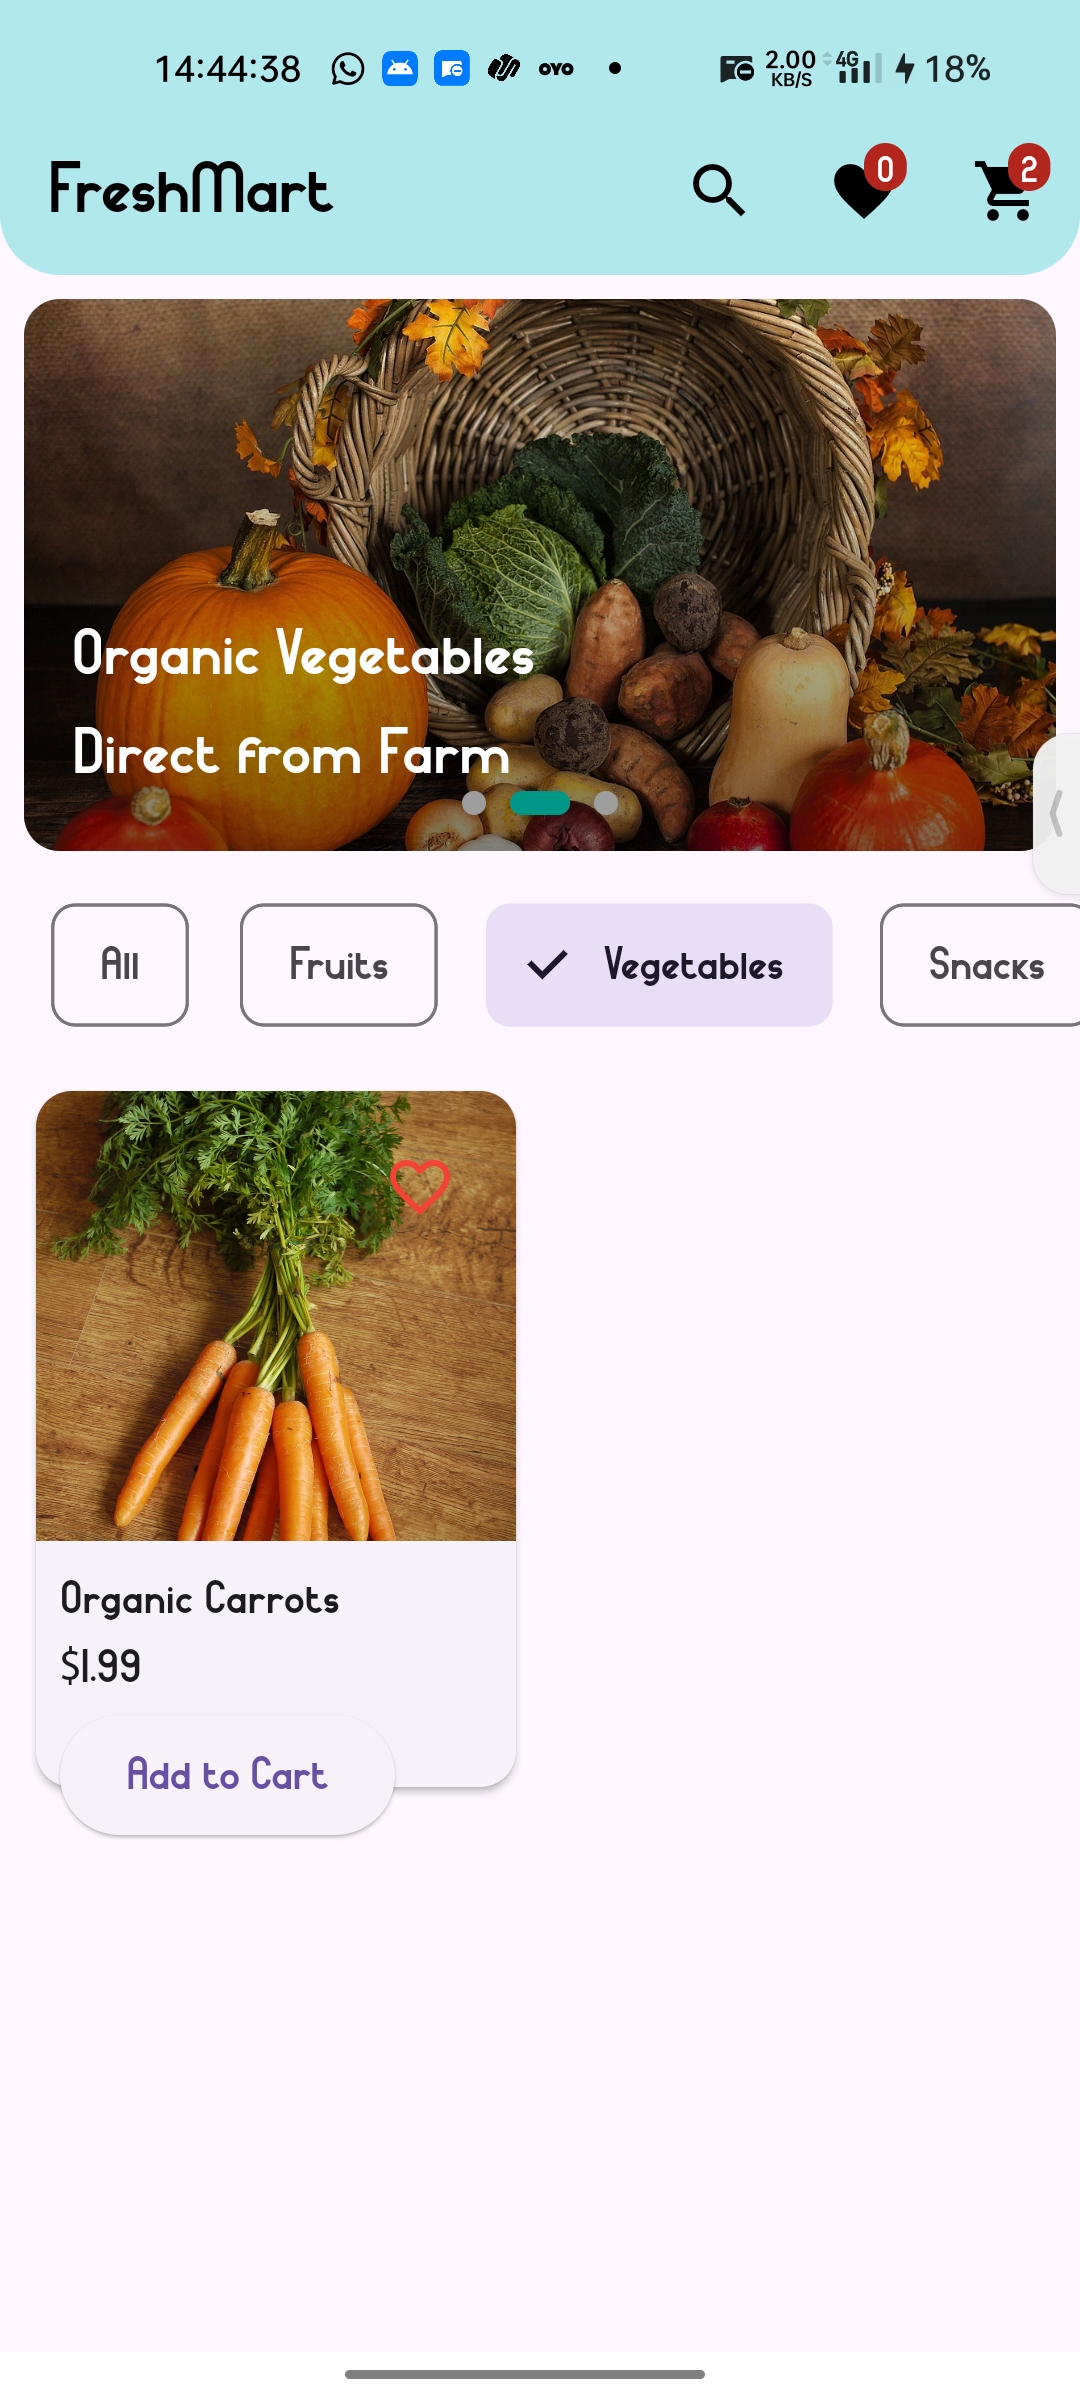 14:44:38 OYO 2.00 KB/S 4G 18%
FreshMart 0 2
Organic Vegetables
Direct from Farm
All Fruits Vegetables Snacks
Organic Carrots
$1.99
Add to Cart